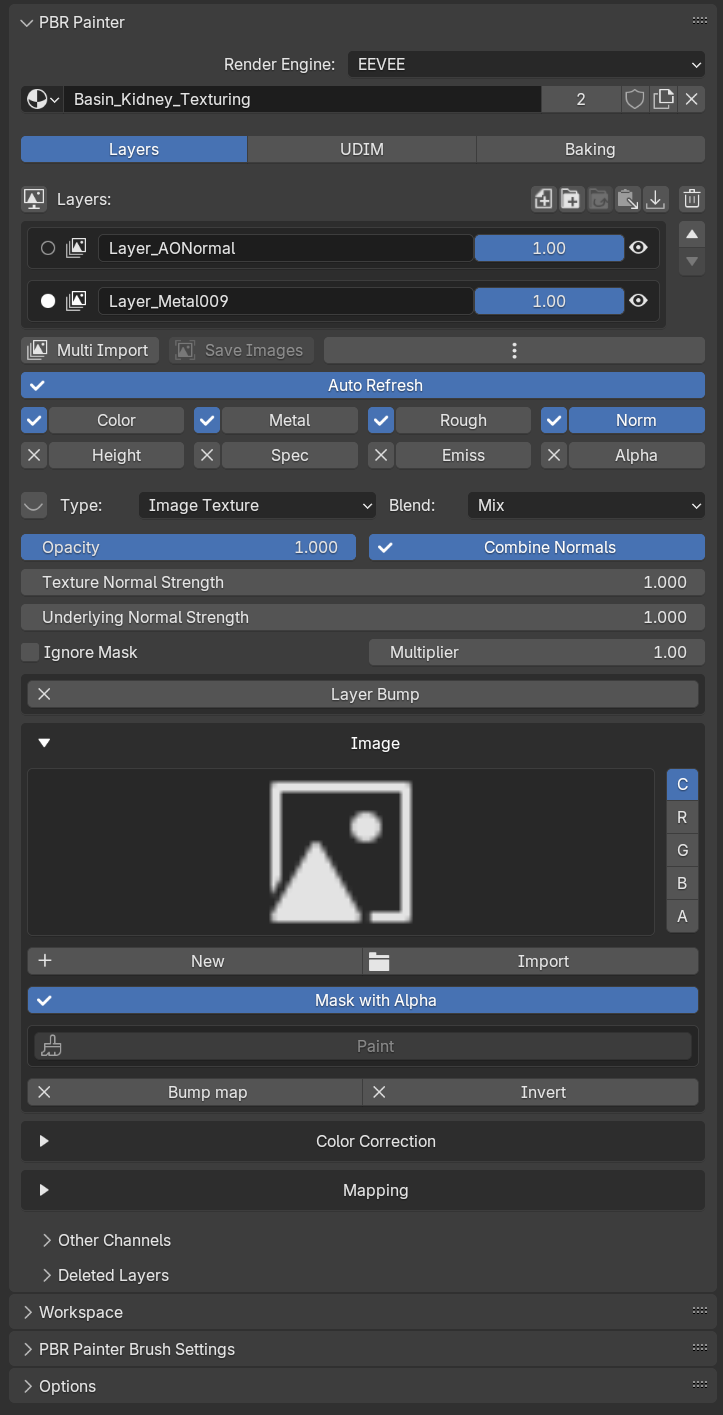 PBR Painter
Render Engine: EEVEE
Basin_Kidney_Texturing 2
Layers UDIM Baking
Layers:
Layer_AONormal 1.00
Layer_Metal009 1.00
Multi Import Save Images
Auto Refresh
Color Metal Rough Norm
Height Spec Emiss Alpha
Type: Image Texture Blend: Mix
Opacity 1.000 Combine Normals
Texture Normal Strength 1.000
Underlying Normal Strength 1.000
Ignore Mask Multiplier 1.00
Layer Bump
Image
C
R
G
B
A
New Import
Mask with Alpha
Paint
Bump map Invert
Color Correction
Mapping
Other Channels
Deleted Layers
Workspace
PBR Painter Brush Settings
Options